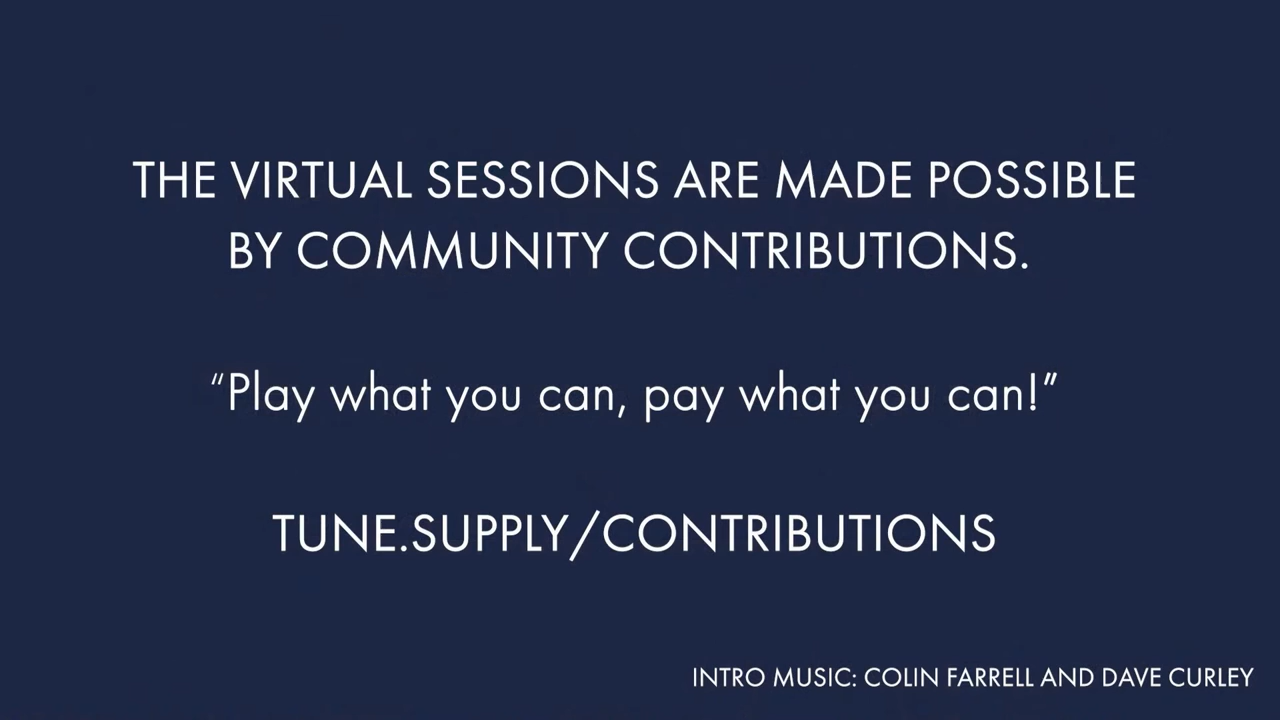 THE VIRTUAL SESSIONS ARE MADE POSSIBLE
BY COMMUNITY CONTRIBUTIONS.
“Play what you can, pay what you can!”
TUNE.SUPPLY/CONTRIBUTIONS
INTRO MUSIC: COLIN FARRELL AND DAVE CURLEY